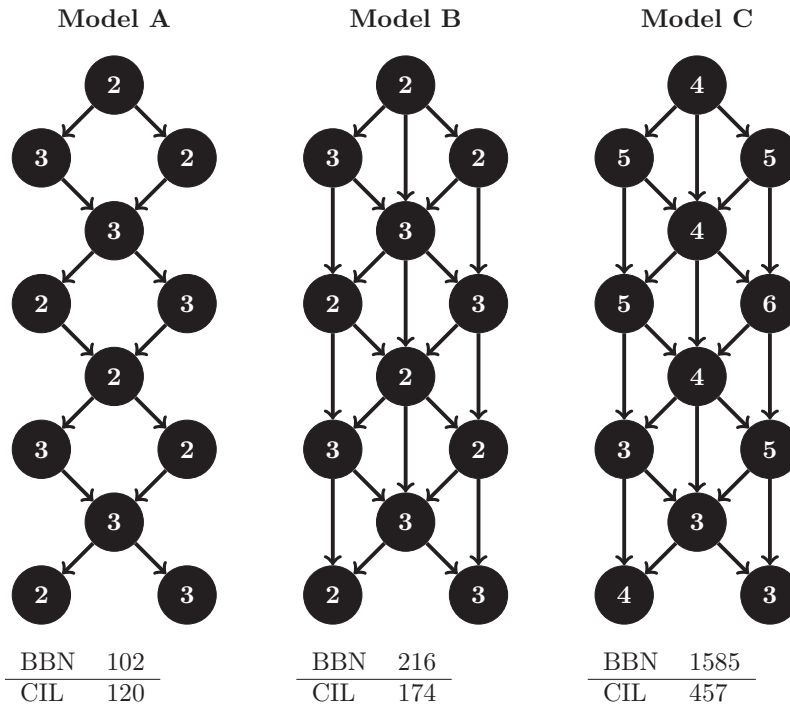 Model A Model B Model C
2 2 4
3 2 3 2 5 5
3 3 4
2 3 2 3 5 6
2 2 4
3 2 3 2 3 5
3 3 3
2 3 2 3 4 3
BBN 102 BBN 216 BBN 1585
CIL 120 CIL 174 CIL 457